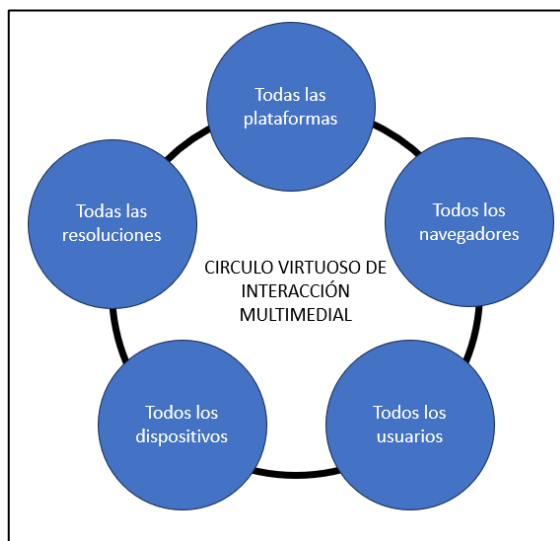 Todas las
plataformas
Todas las
resoluciones
Todos los
navegadores
CIRCULO VIRTUOSO DE
INTERACCIÓN
MULTIMEDIAL
Todos los
dispositivos
Todos los
usuarios